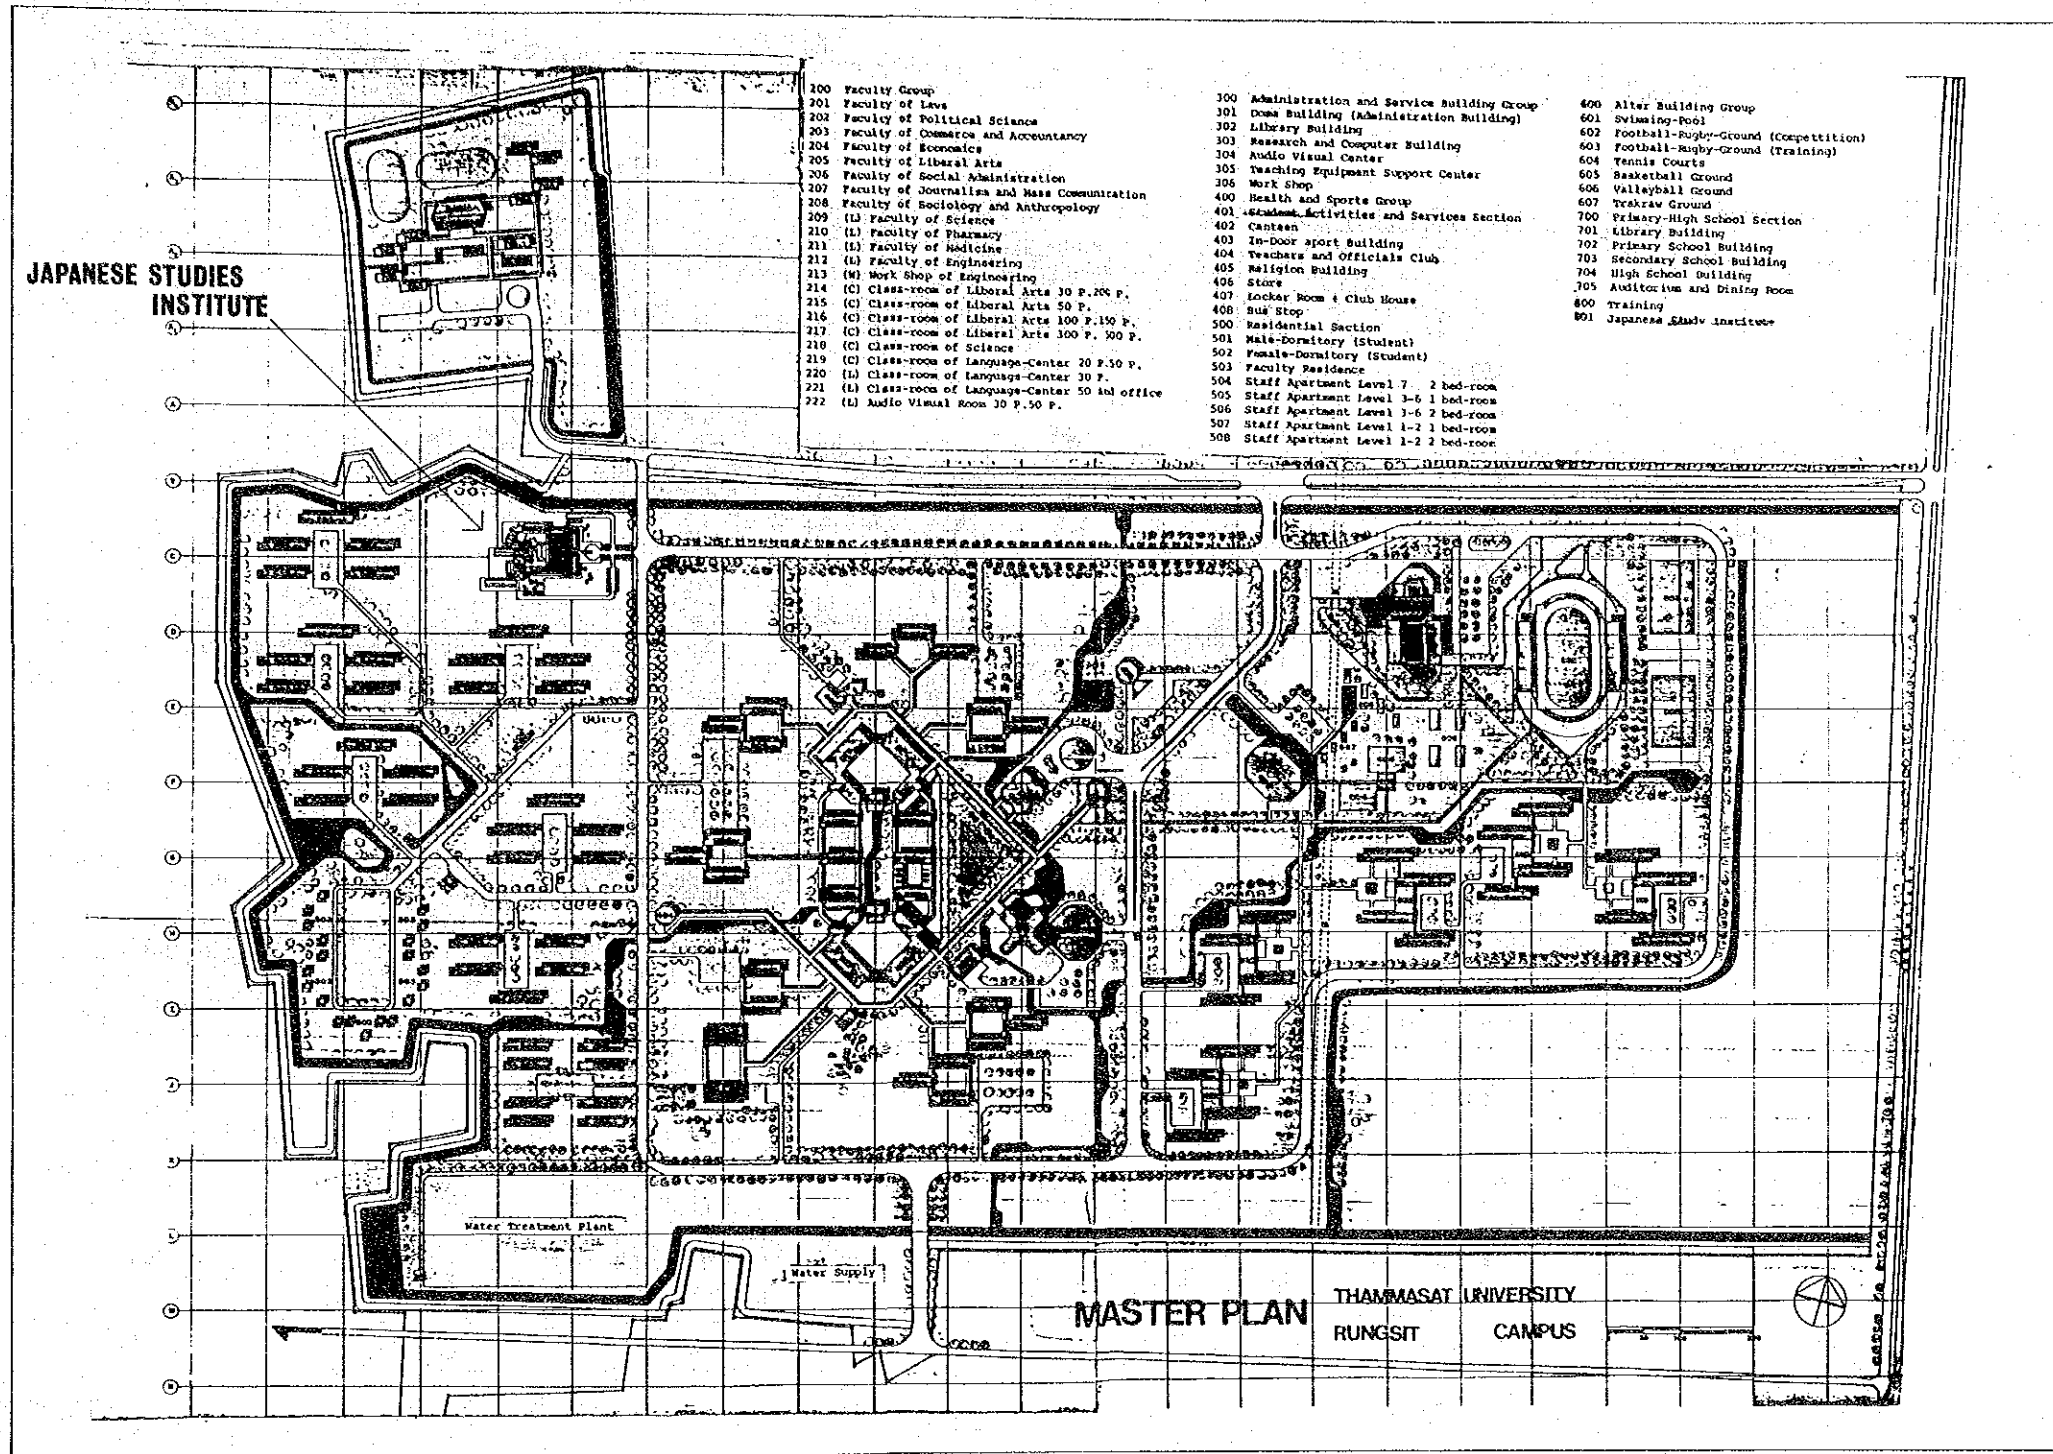 JAPANESE STUDIES
INSTITUTE
200 Faculty Group
201 Faculty of Laws
202 Faculty of Political Science
203 Faculty of Commerce and Accountancy
204 Faculty of Economics
205 Faculty of Liberal Arts
206 Faculty of Social Administration
207 Faculty of Journalism and Mass Communication
208 Faculty of Sociology and Anthropology
209 (L) Faculty of Science
210 (L) Faculty of Pharmacy
211 (L) Faculty of Medicine
212 (L) Faculty of Engineering
213 (W) Work Shop of Engineering
214 (C) Class-room of Liboral Arts 30 P.200 P.
215 (C) Class-room of Liberal Arts 50 P.
216 (C) Class-room of Liberal Arts 100 P.150 P.
217 (C) Class-room of Liberal Arts 300 P. 500 P.
218 (C) Class-room of Science
219 (C) Class-room of Language-Center 20 P.50 P.
220 (L) Class-room of Language-Center 30 P.
221 (L) Class-room of Language-Center 50 office
222 (L) Audio Visual Room 30 P.50 P.
300 Administration and Service Building Group
301 Dome Building (Administration Building)
302 Library Building
303 Research and Computer Building
304 Audio Visual Center
305 Teaching Equipment Support Center
306 Work Shop
400 Health and Sports Group
401 Student Activities and Services Section
402 Canteen
403 In-Door sport Building
404 Teachars and Officials Club
405 Religion Building
406 Store
407 Locker Room & Club House
408 Bus Stop
500 Residential Section
501 Male-Dormitory (Student)
502 Female-Dormitory (Student)
503 Faculty Residence
504 Staff Apartment Level 7 2 bed-room
505 Staff Apartment Level 3-6 1 bed-room
506 Staff Apartment Level 3-6 2 bed-room
507 Staff Apartment Level 1-2 1 bed-room
508 Staff Apartment Level 1-2 2 bed-room
600 Alter Building Group
601 Swimming-Pool
602 Football-Rugby-Ground (Compettition)
603 Football-Rugby-Ground (Training)
604 Tennis Courts
605 Basketball Ground
606 Valleyball Ground
607 Trakraw Ground
700 Primary-High School Section
701 Library Building
702 Primary School Building
703 Secondary School Building
704 High School Building
705 Auditorium and Dining Room
800 Training
801 Japanese Study Institute
Water Treatment Plant
Water Supply
MASTER PLAN
THAMMASAT UNIVERSITY
RUNGSIT CAMPUS